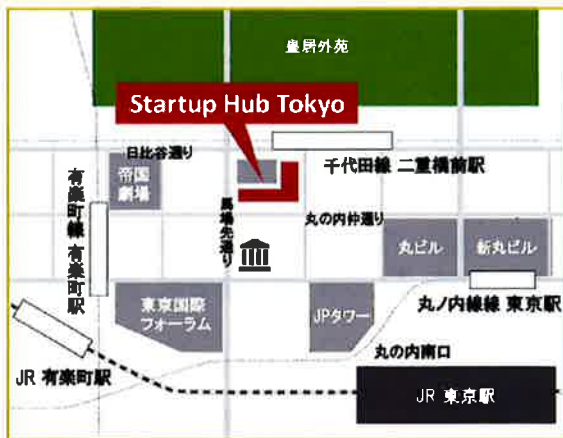 皇居外苑
Startup Hub Tokyo
日比谷通り
千代田線 二重橋前駅
帝国
劇場
有楽町線 有楽町駅
馬場先通り
丸の内仲通り
丸ビル
新丸ビル
丸ノ内線線 東京駅
東京国際
フォーラム
JPタワー
丸の内南口
JR 有楽町駅
JR 東京駅